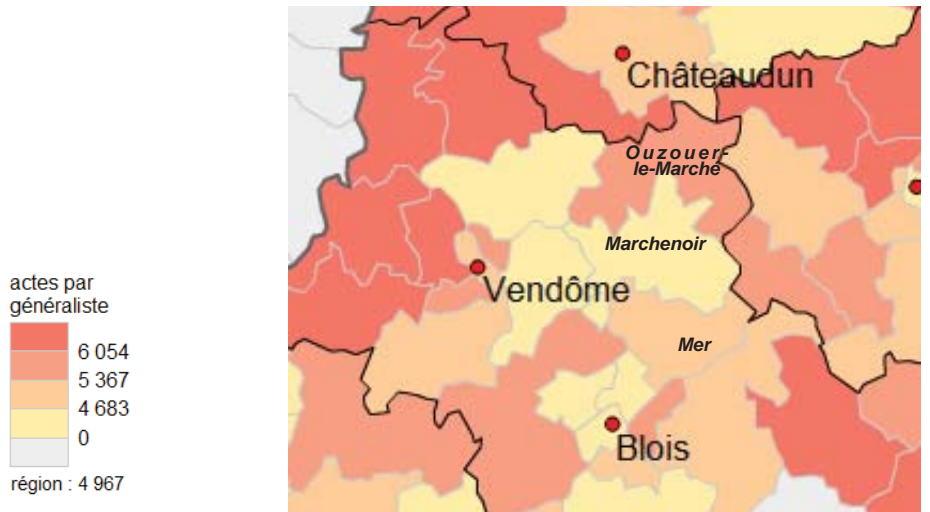 Châteaudun
Ouzouer-
le-Marché
Marchenoir
Vendôme
Mer
Blois
actes par
généraliste
6 054
5 367
4 683
0
région : 4 967